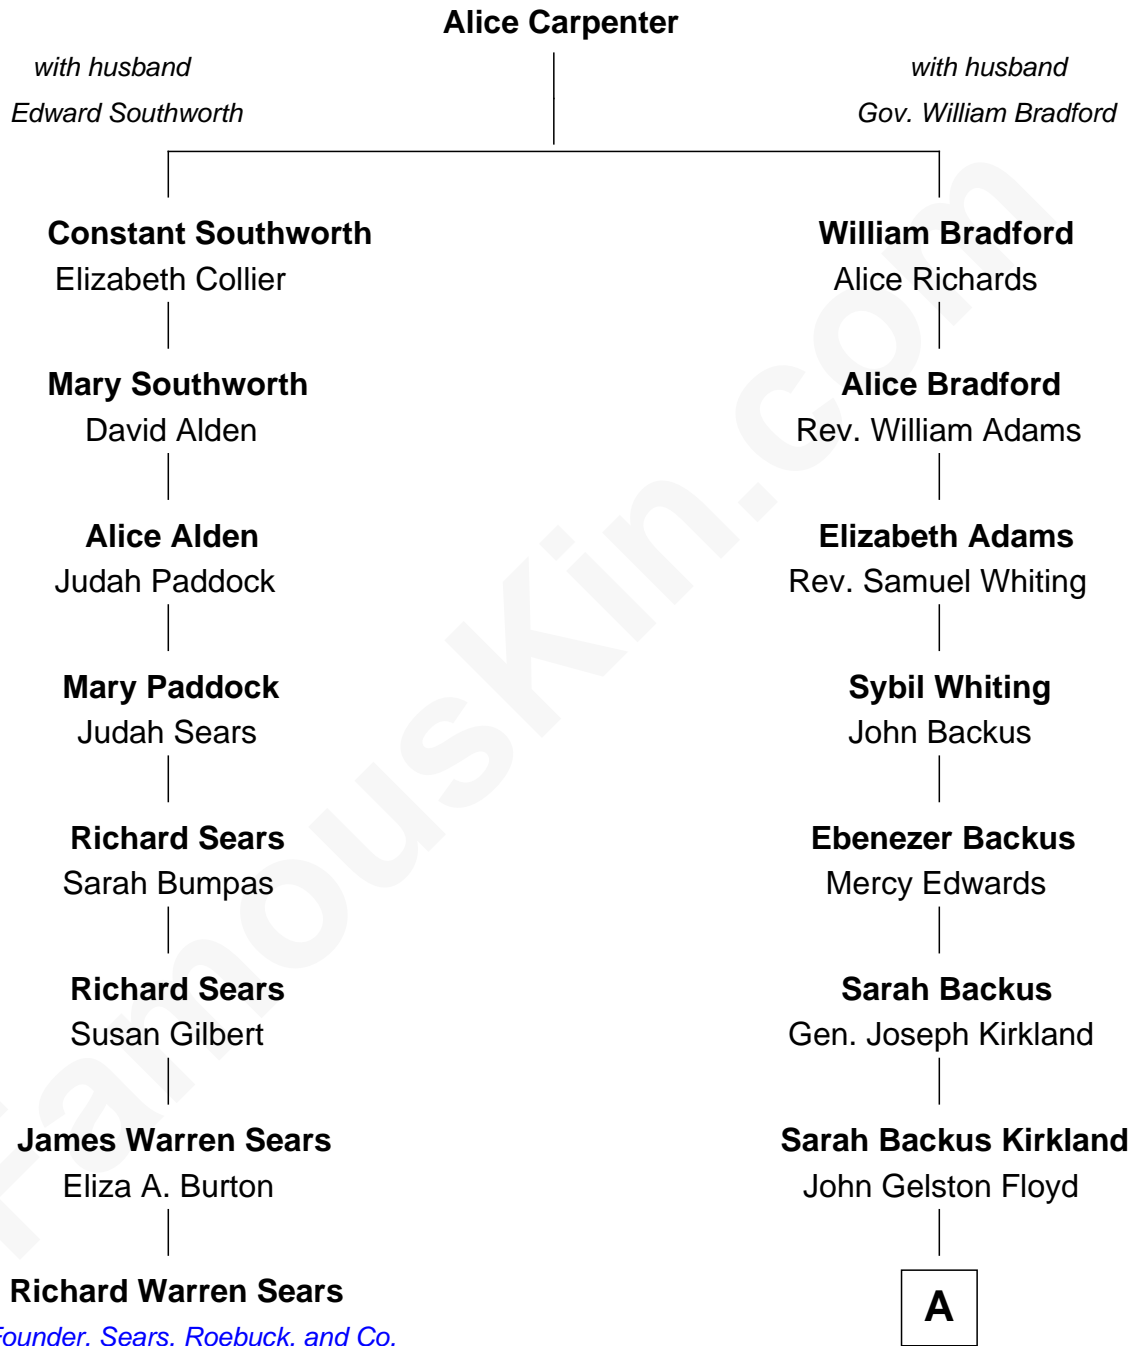 Alice Carpenter
with husband
Edward Southworth
with husband
Gov. William Bradford
Constant Southworth
Elizabeth Collier
Mary Southworth
David Alden
Alice Alden
Judah Paddock
Mary Paddock
Judah Sears
Richard Sears
Sarah Bumpas
Richard Sears
Susan Gilbert
James Warren Sears
Eliza A. Burton
Richard Warren Sears
Founder, Sears, Roebuck, and Co.
William Bradford
Alice Richards
Alice Bradford
Rev. William Adams
Elizabeth Adams
Rev. Samuel Whiting
Sybil Whiting
John Backus
Ebenezer Backus
Mercy Edwards
Sarah Backus
Gen. Joseph Kirkland
Sarah Backus Kirkland
John Gelston Floyd
A
FamousKin.com